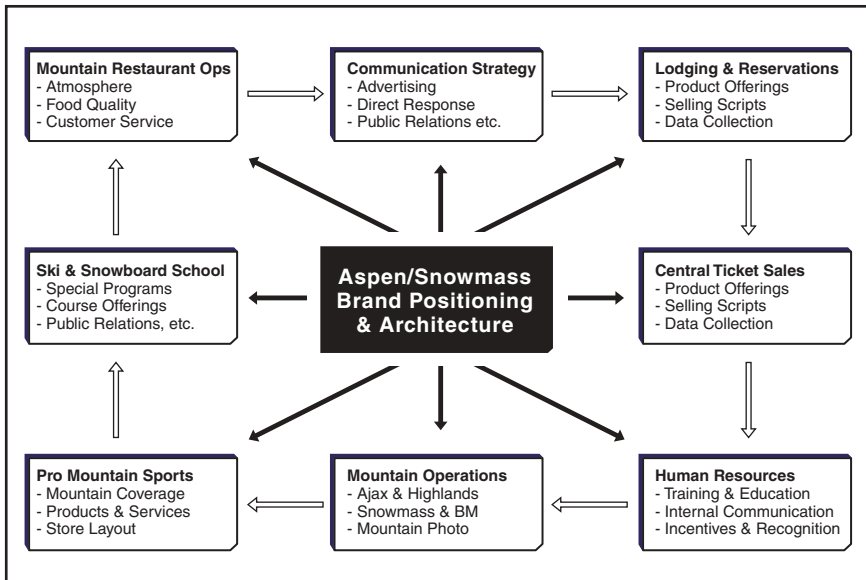 Mountain Restaurant Ops
- Atmosphere
- Food Quality
- Customer Service
Communication Strategy
- Advertising
- Direct Response
- Public Relations etc.
Lodging & Reservations
- Product Offerings
- Selling Scripts
- Data Collection
Ski & Snowboard School
- Special Programs
- Course Offerings
- Public Relations, etc.
Aspen/Snowmass
Brand Positioning
& Architecture
Central Ticket Sales
- Product Offerings
- Selling Scripts
- Data Collection
Pro Mountain Sports
- Mountain Coverage
- Products & Services
- Store Layout
Mountain Operations
- Ajax & Highlands
- Snowmass & BM
- Mountain Photo
Human Resources
- Training & Education
- Internal Communication
- Incentives & Recognition